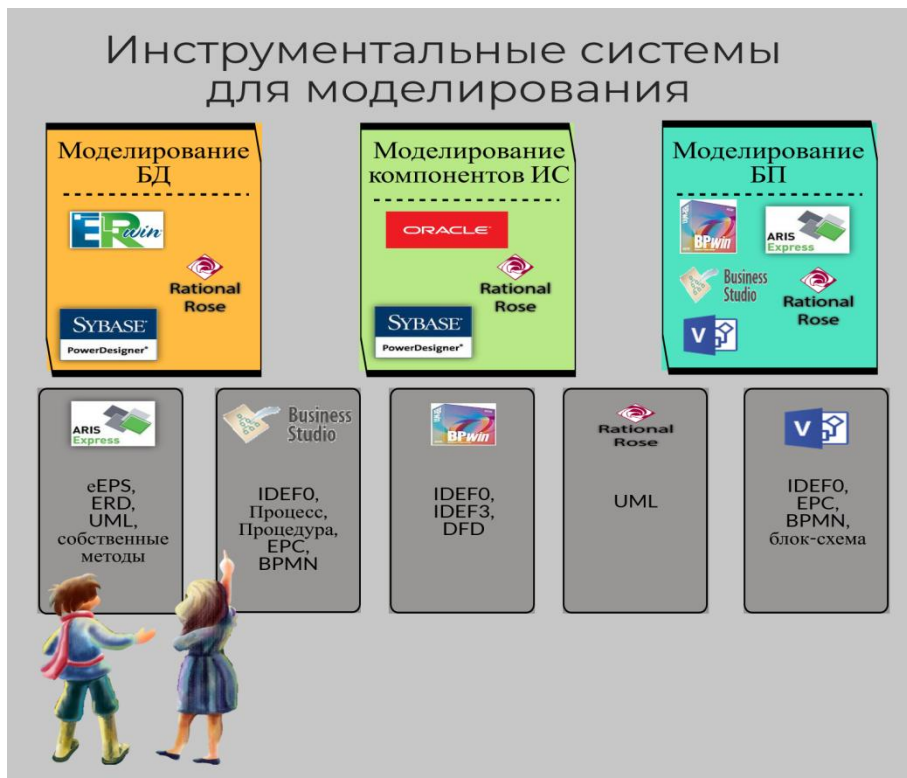 Инструментальные системы
для моделирования
Моделирование
БД
ERwin
Rational
Rose
SYBASE
PowerDesigner
Моделирование
компонентов ИС
ORACLE
Rational
Rose
SYBASE
PowerDesigner
Моделирование
БП
BPwin
ARIS
Express
Business
Studio
Rational
Rose
V
ARIS
Express
eEPS,
ERD,
UML,
собственные
методы
Business
Studio
IDEF0,
Процесс,
Процедура,
EPC,
BPMN
BPwin
IDEF0,
IDEF3,
DFD
Rational
Rose
UML
V
IDEF0,
EPC,
BPMN,
блок-схема